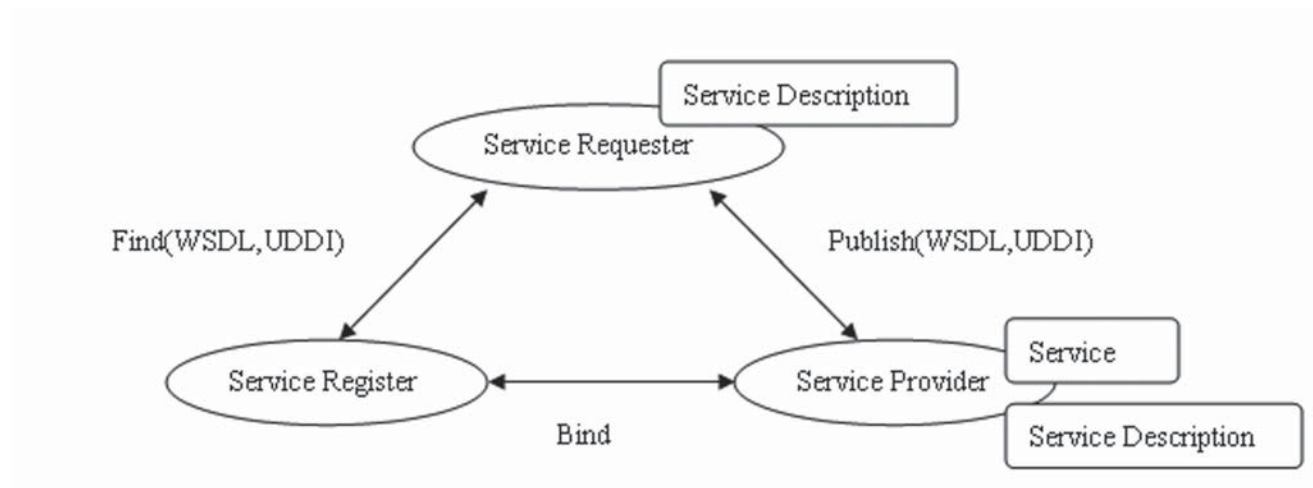 Service Description
Service Requester
Find(WSDL,UDDI)
Publish(WSDL,UDDI)
Service Register
Service Provider
Service
Bind
Service Description